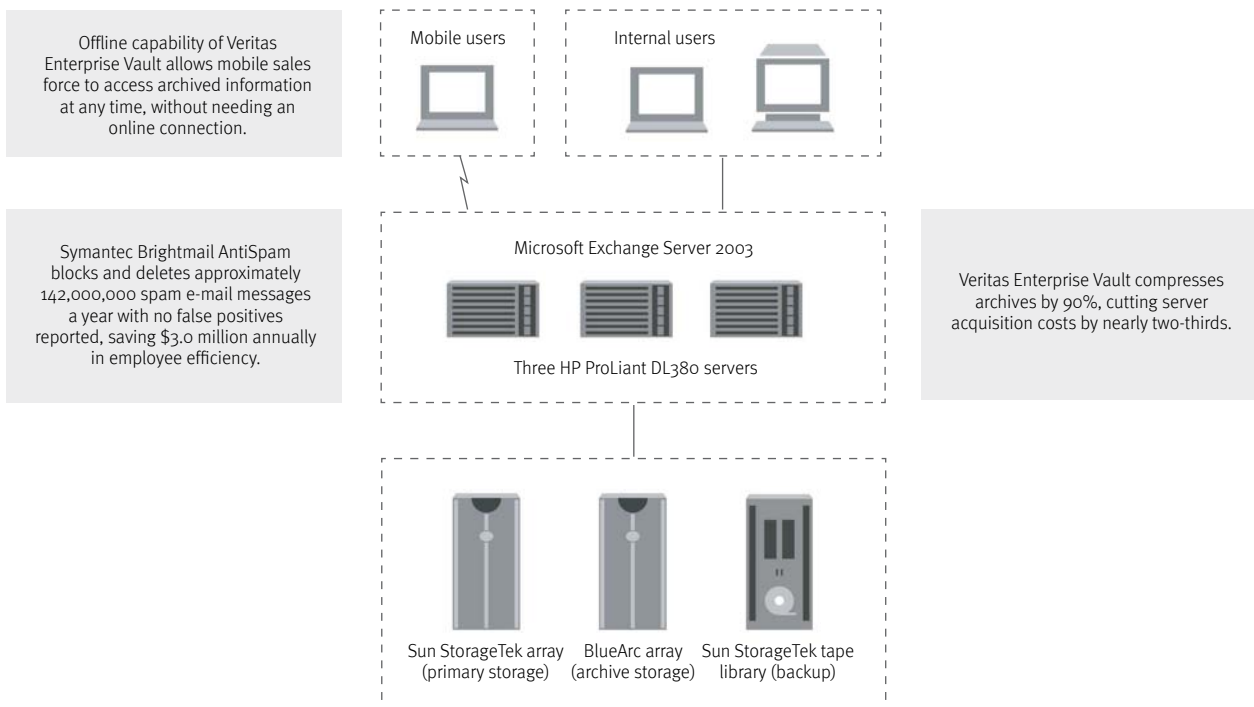 Offline capability of Veritas
Enterprise Vault allows mobile sales
force to access archived information
at any time, without needing an
online connection.
Mobile users
Internal users
Symantec Brightmail AntiSpam
blocks and deletes approximately
142,000,000 spam e-mail messages
a year with no false positives
reported, saving $3.0 million annually
in employee efficiency.
Microsoft Exchange Server 2003
Three HP ProLiant DL380 servers
Veritas Enterprise Vault compresses
archives by 90%, cutting server
acquisition costs by nearly two-thirds.
Sun StorageTek array
(primary storage)
BlueArc array
(archive storage)
Sun StorageTek tape
library (backup)